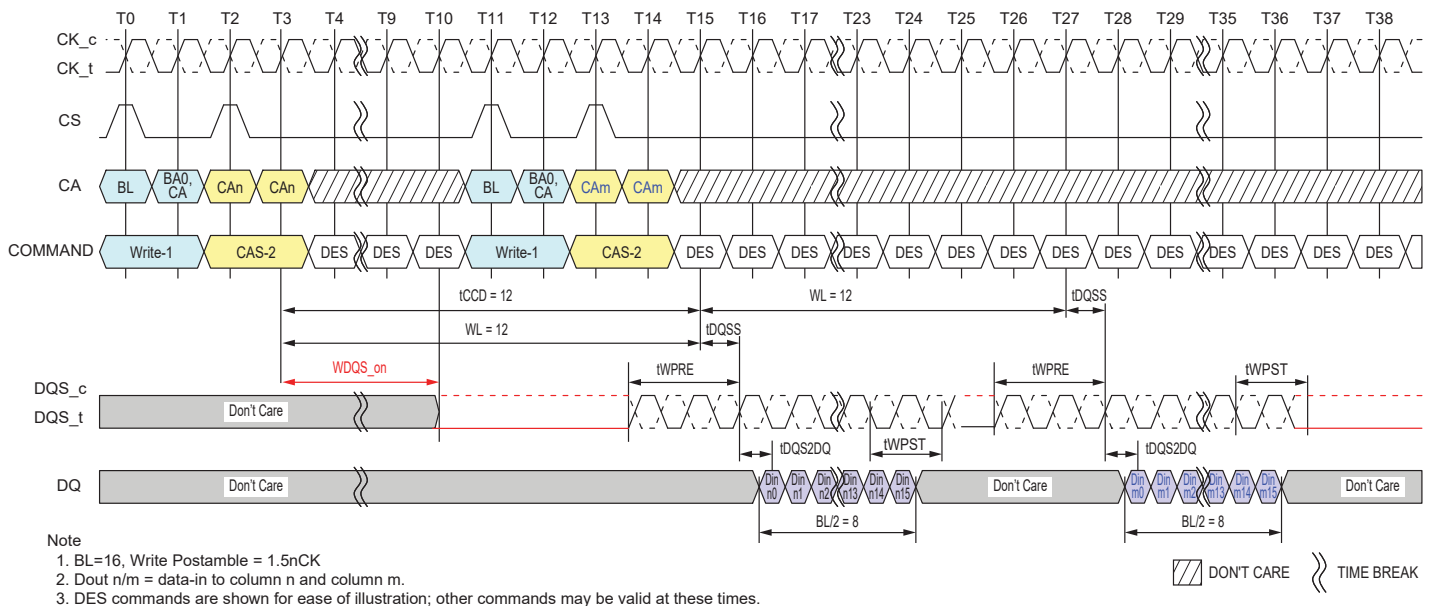 T0 T1 T2 T3 T4 T9 T10 T11 T12 T13 T14 T15 T16 T17 T22 T23 T24 T25 T26 T27 T28 T29 T35 T36 T37 T38
CK_c
CK_t
CS
CA BL BA0, CA CAn CAn BL BA0, CA CAm CAm
COMMAND Write-1 CAS-2 DES DES DES Write-1 CAS-2 DES DES DES DES DES DES DES DES DES DES DES DES DES DES
tCCD = 12 WL = 12 tDQSS
WL = 12 tDQSS
WDQS_on tWPRE tWPRE tWPST
DQS_c
DQS_t Don't Care
tDQS2DQ tWPST tDQS2DQ
DQ Don't Care Din n0 Din n1 Din n2 Din n13 Din n14 Din n15 Don't Care Din m0 Din m1 Din m2 Din m13 Din m14 Din m15 Don't Care
BL/2 = 8 BL/2 = 8
Note
1. BL=16, Write Postamble = 1.5nCK
2. Dout n/m = data-in to column n and column m.
3. DES commands are shown for ease of illustration; other commands may be valid at these times.
DON'T CARE TIME BREAK